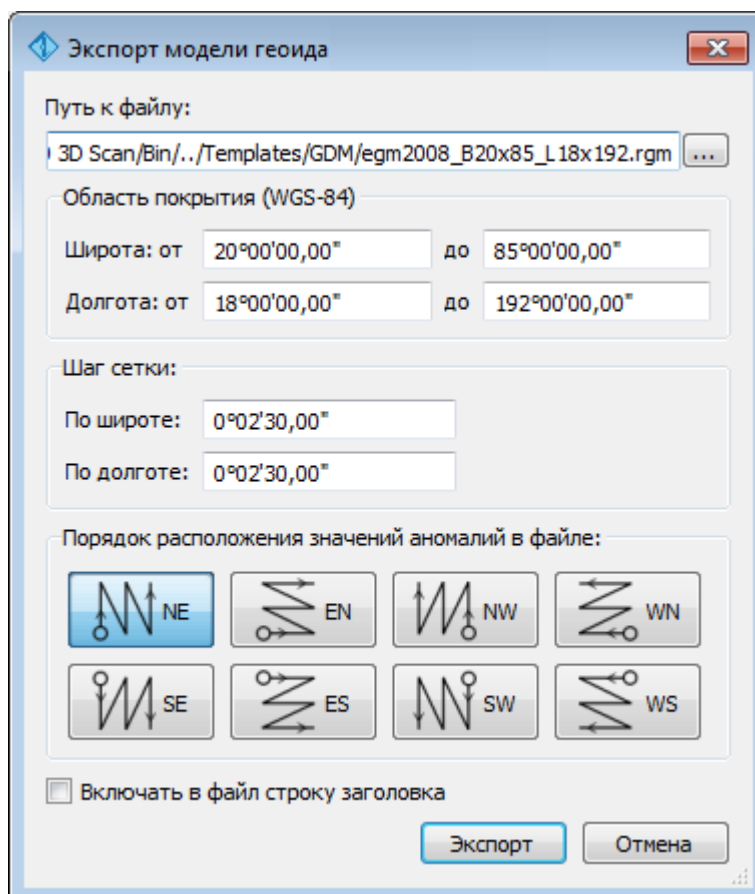 Экспорт модели геоида
Путь к файлу:
3D Scan/Bin/../Templates/GDM/egm2008_B20x85_L18x192.rgm ...
Область покрытия (WGS-84)
Широта: от 20°00'00,00" до 85°00'00,00"
Долгота: от 18°00'00,00" до 192°00'00,00"
Шаг сетки:
По широте: 0°02'30,00"
По долготе: 0°02'30,00"
Порядок расположения значений аномалий в файле:
NE EN NW WN
SE ES SW WS
Включать в файл строку заголовка
Экспорт Отмена